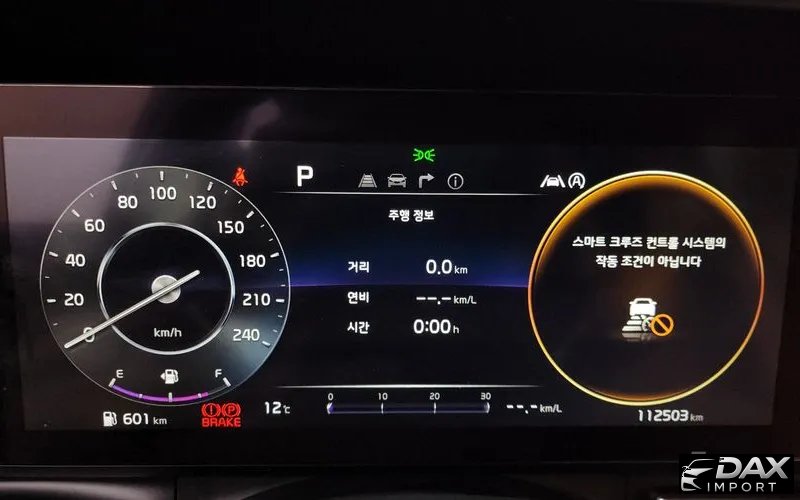 0
20
40
60
80
100
120
150
180
210
240
km/h
E
F
601 km
BRAKE
P
A
주행 정보
거리
0.0 km
연비
--.- km/L
시간
0:00 h
12℃
0
10
20
30
--.- km/L
스마트 크루즈 컨트롤 시스템의
작동 조건이 아닙니다
112503 km
DAX
IMPORT